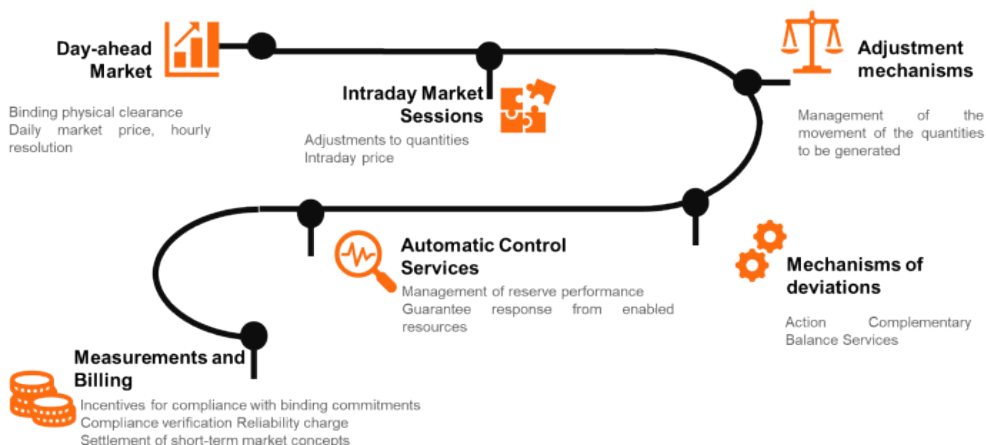 Day-ahead
Market
Binding physical clearance
Daily market price, hourly
resolution
Intraday Market
Sessions
Adjustments to quantities
Intraday price
Adjustment
mechanisms
Management of the
movement of the quantities
to be generated
Mechanisms of
deviations
Action Complementary
Balance Services
Automatic Control
Services
Management of reserve performance
Guarantee response from enabled
resources
Measurements and
Billing
Incentives for compliance with binding commitments
Compliance verification Reliability charge
Settlement of short-term market concepts